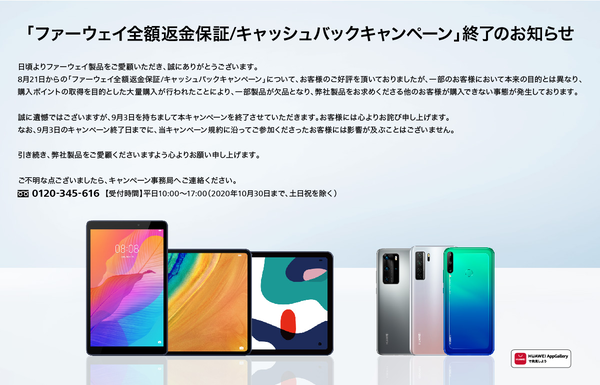 「ファーウェイ全額返金保証/キャッシュバックキャンペーン」終了のお知らせ
日頃よりファーウェイ製品をご愛顧いただき、誠にありがとうございます。
8月21日からの「ファーウェイ全額返金保証/キャッシュバックキャンペーン」について、お客様のご好評を頂いておりましたが、一部のお客様において本来の目的とは異なり、
購入ポイントの取得を目的とした大量購入が行われたことにより、一部製品が欠品となり、弊社製品をお求めくださる他のお客様が購入できない事態が発生しております。
誠に遺憾ではございますが、9月3日を持ちまして本キャンペーンを終了させていただきます。お客様には心よりお詫び申し上げます。
なお、9月3日のキャンペーン終了日までに、当キャンペーン規約に沿ってご参加くださったお客様には影響が及ぶことはございません。
引き続き、弊社製品をご愛顧くださいますよう心よりお願い申し上げます。
ご不明な点ございましたら、キャンペーン事務局へご連絡ください。
0120-345-616 【受付時間】平日10:00〜17:00（2020年10月30日まで、土日祝を除く）
08:08
HUAWEI AppGallery
で発見しよう